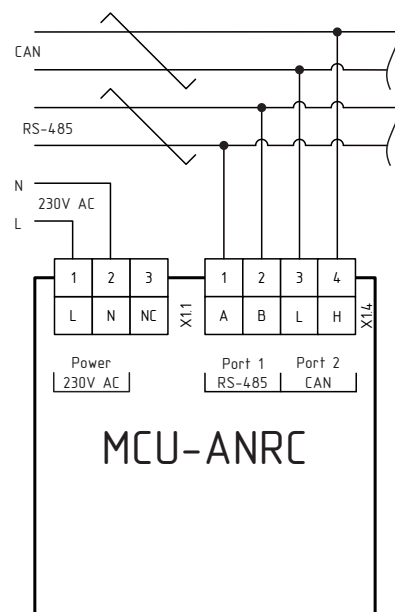 CAN
RS-485
N
230V AC
L
1 2 3 1 2 3 4
L N NC X1.1 A B L H X1.4
Power Port 1 Port 2
230V AC RS-485 CAN
MCU-ANRC